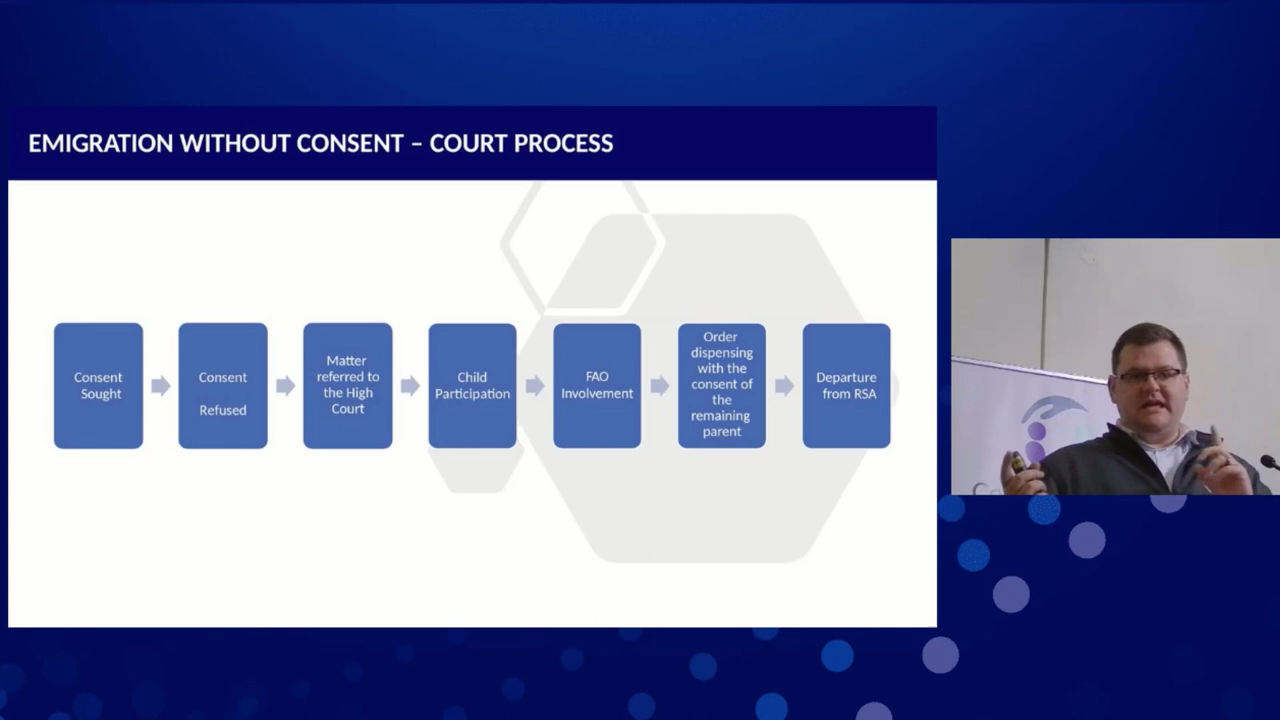 EMIGRATION WITHOUT CONSENT – COURT PROCESS
Consent
Sought
Consent
Refused
Matter
referred to
the High
Court
Child
Participation
FAO
Involvement
Order
dispensing
with the
consent of
the
remaining
parent
Departure
from RSA